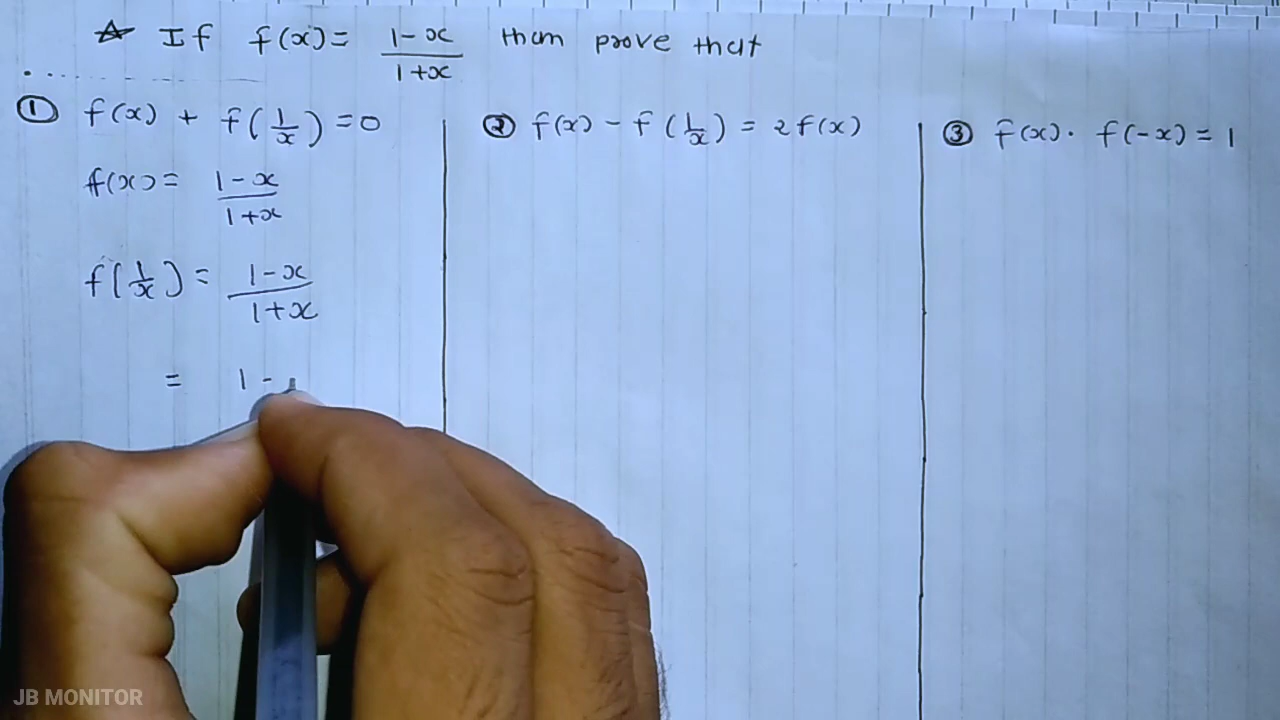 ☆ If f(x) = 1-x / 1+x then prove that
① f(x) + f(1/x) = 0
f(x) = 1-x / 1+x
f(1/x) = 1-x / 1+x
= 1 -
② f(x) - f(1/x) = 2f(x)
③ f(x) · f(-x) = 1
JB MONITOR